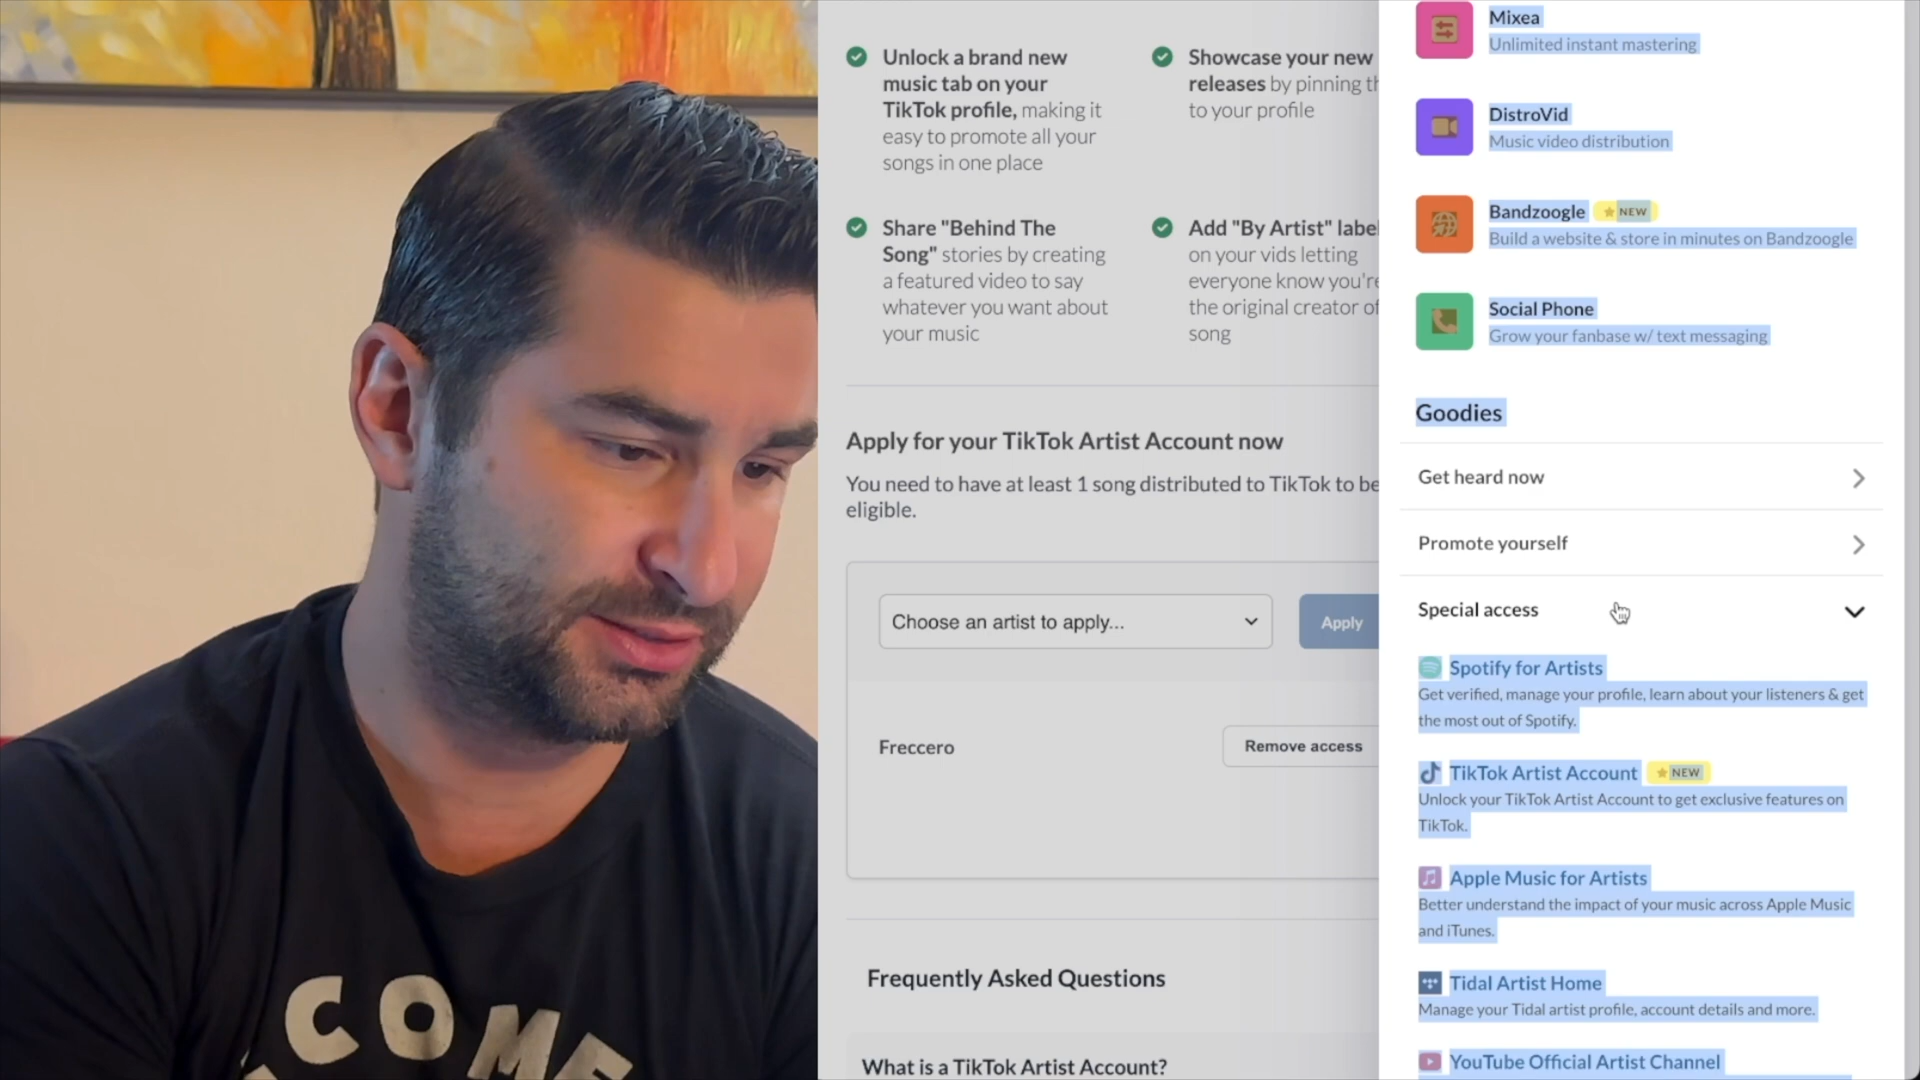 Unlock a brand new
music tab on your
TikTok profile, making it
easy to promote all your
songs in one place
Showcase your new
releases by pinning
to your profile
Share "Behind The
Song" stories by creating
a featured video to say
whatever you want about
your music
Add "By Artist"
on your vids letting
everyone know you're
the original creator of
song
Apply for your TikTok Artist Account now
You need to have at least 1 song distributed to TikTok to be
eligible.
Choose an artist to apply...
Apply
Freccero
Remove access
Frequently Asked Questions
What is a TikTok Artist Account?
Mixea
Unlimited instant mastering
DistroVid
Music video distribution
Bandzoogle NEW
Build a website & store in minutes on Bandzoogle
Social Phone
Grow your fanbase w/ text messaging
Goodies
Get heard now
Promote yourself
Special access
Spotify for Artists
Get verified, manage your profile, learn about your listeners & get
the most out of Spotify.
TikTok Artist Account NEW
Unlock your TikTok Artist Account to get exclusive features on
TikTok.
Apple Music for Artists
Better understand the impact of your music across Apple Music
and iTunes.
Tidal Artist Home
Manage your Tidal artist profile, account details and more.
YouTube Official Artist Channel
COME